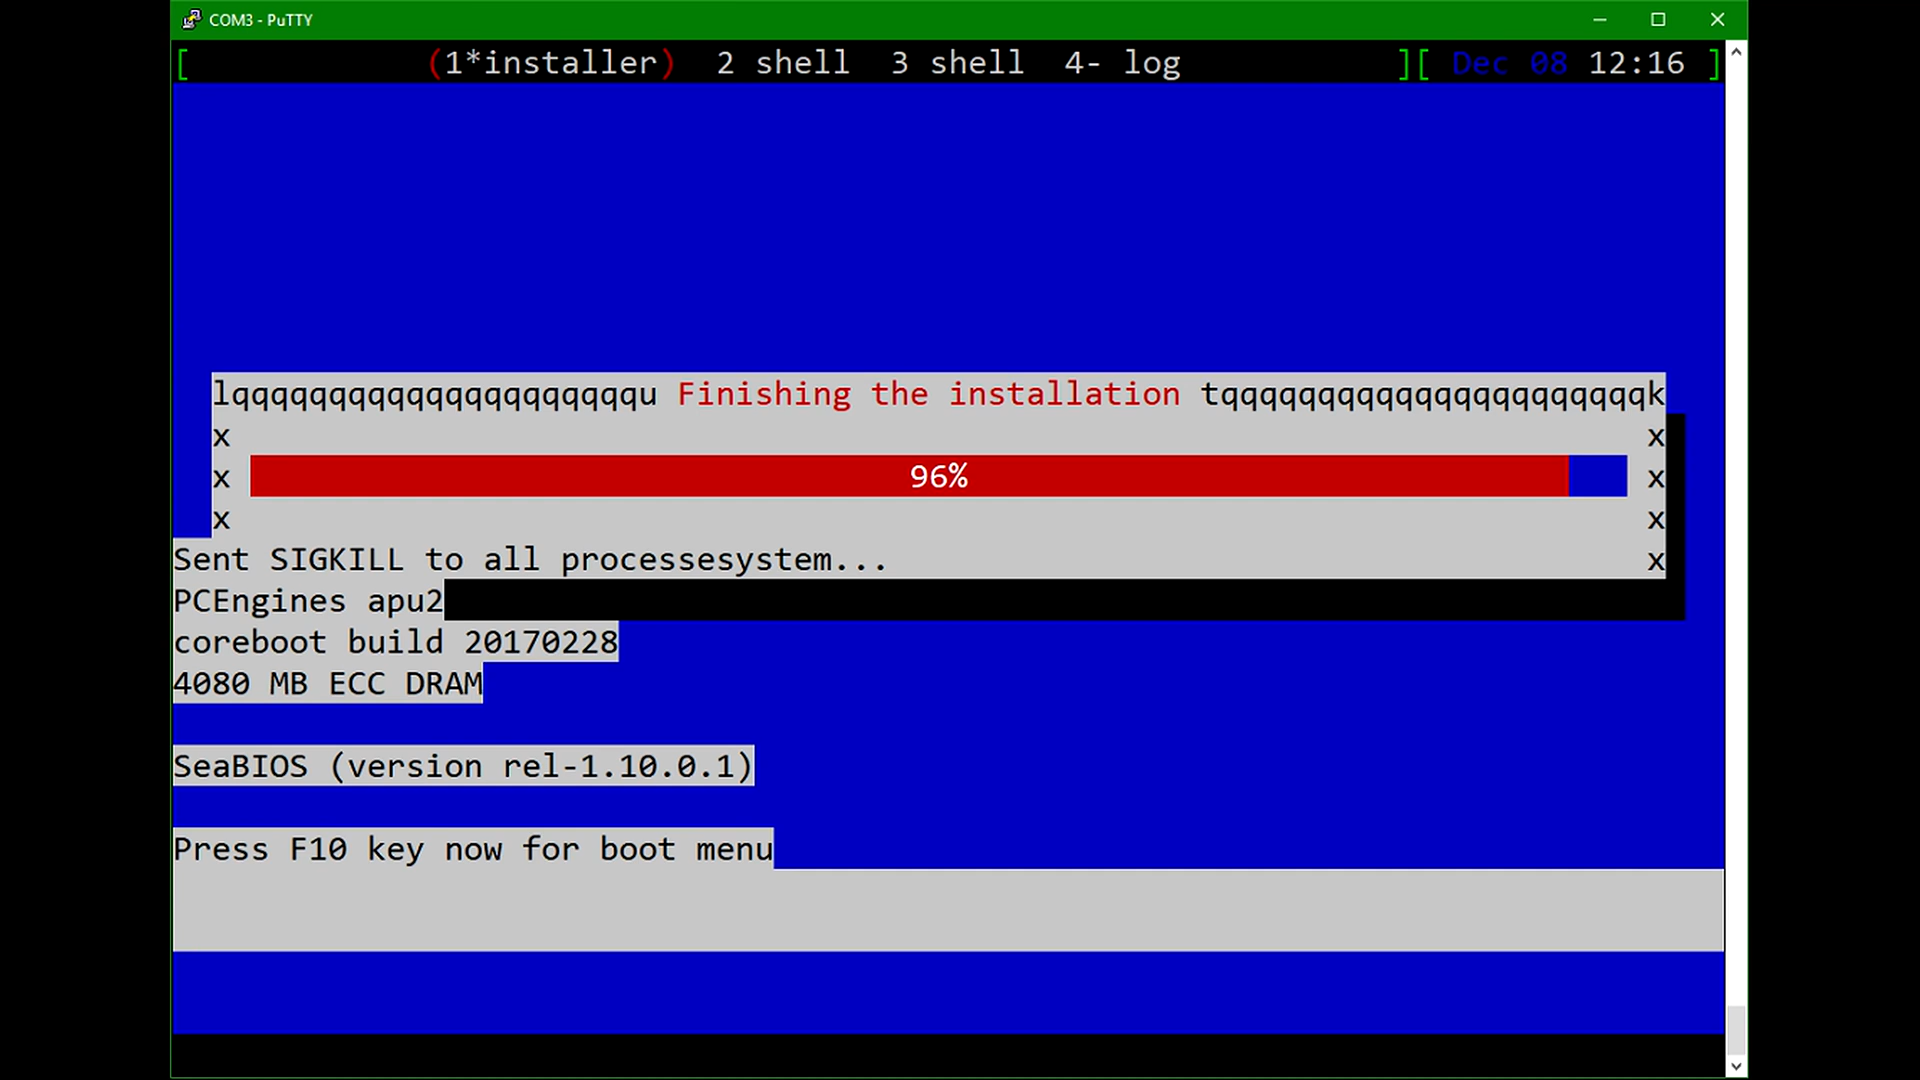 COM3 - PuTTY
[ (1*installer) 2 shell 3 shell 4- log ][ Dec 08 12:16 ]
lqqqqqqqqqqqqqqqqqqqqqu Finishing the installation tqqqqqqqqqqqqqqqqqqqqqqk
x x
x 96% x
x x
Sent SIGKILL to all processesystem... x
PCEngines apu2
coreboot build 20170228
4080 MB ECC DRAM
SeaBIOS (version rel-1.10.0.1)
Press F10 key now for boot menu